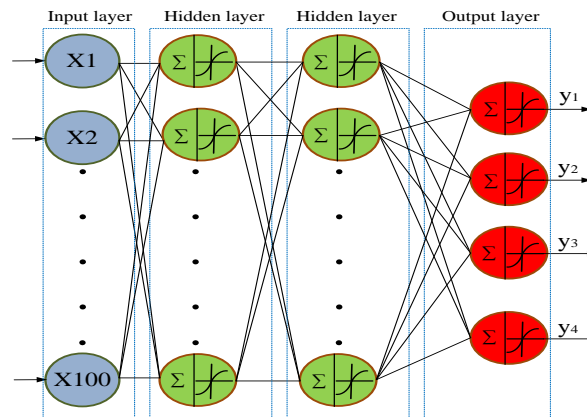 Input layer Hidden layer Hidden layer Output layer
X1 Σ Σ
Σ y1
X2 Σ Σ
Σ y2
Σ y3
Σ y4
X100 Σ Σ